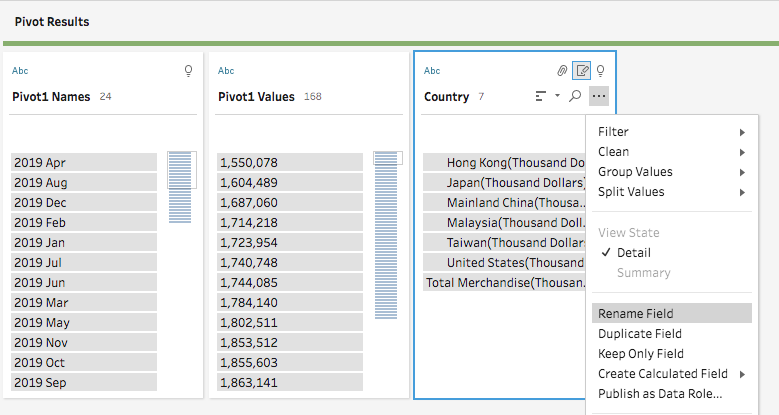 Pivot Results
Abc
Pivot1 Names 24
2019 Apr
2019 Aug
2019 Dec
2019 Feb
2019 Jan
2019 Jul
2019 Jun
2019 Mar
2019 May
2019 Nov
2019 Oct
2019 Sep
Abc
Pivot1 Values 168
1,550,078
1,604,489
1,687,060
1,714,218
1,723,954
1,740,748
1,744,085
1,784,140
1,802,511
1,853,512
1,855,603
1,863,141
Abc
Country 7
Hong Kong(Thousand Do
Japan(Thousand Dollars)
Mainland China(Thousa..
Malaysia(Thousand Doll.
Taiwan(Thousand Dollar
United States(Thousand
Total Merchandise(Thousan.
Filter
Clean
Group Values
Split Values
View State
✓ Detail
Summary
Rename Field
Duplicate Field
Keep Only Field
Create Calculated Field
Publish as Data Role...